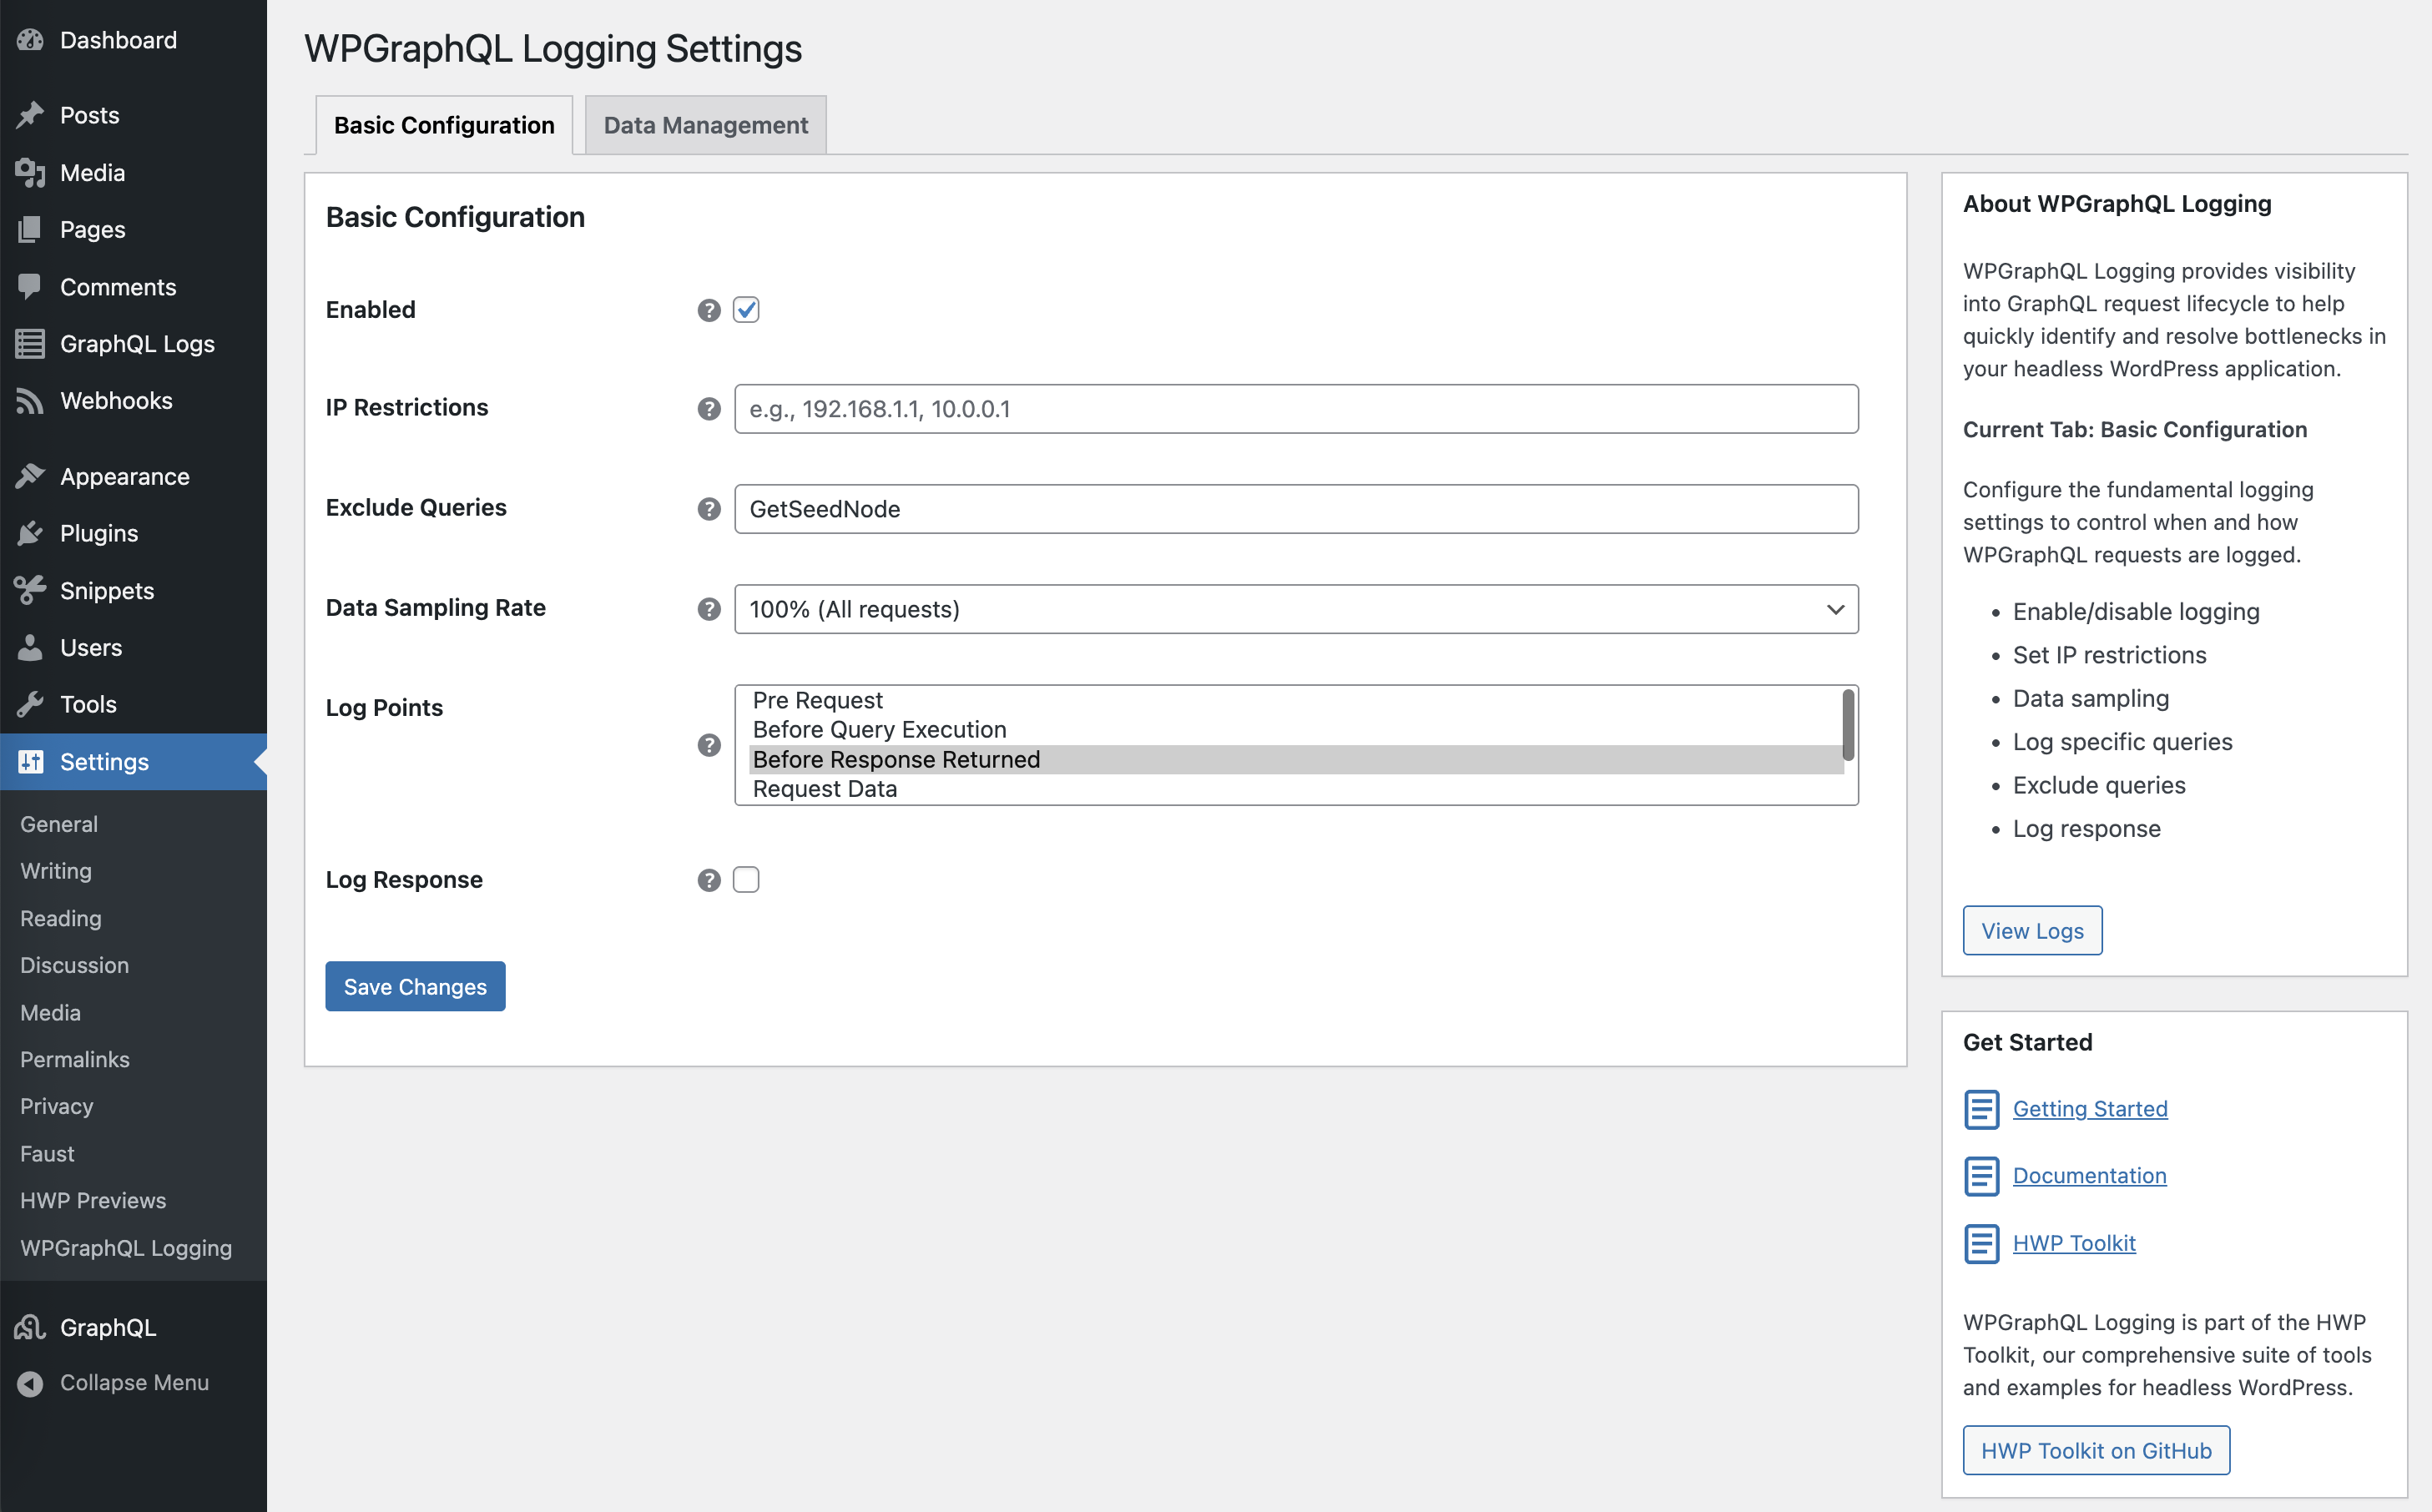 Dashboard
Posts
Media
Pages
Comments
GraphQL Logs
Webhooks
Appearance
Plugins
Snippets
Users
Tools
Settings
General
Writing
Reading
Discussion
Media
Permalinks
Privacy
Faust
HWP Previews
WPGraphQL Logging
GraphQL
Collapse Menu
WPGraphQL Logging Settings
Basic Configuration
Data Management
Basic Configuration
Enabled
IP Restrictions
e.g., 192.168.1.1, 10.0.0.1
Exclude Queries
GetSeedNode
Data Sampling Rate
100% (All requests)
Log Points
Pre Request
Before Query Execution
Before Response Returned
Request Data
Log Response
Save Changes
About WPGraphQL Logging
WPGraphQL Logging provides visibility
into GraphQL request lifecycle to help
quickly identify and resolve bottlenecks in
your headless WordPress application.
Current Tab: Basic Configuration
Configure the fundamental logging
settings to control when and how
WPGraphQL requests are logged.
• Enable/disable logging
• Set IP restrictions
• Data sampling
• Log specific queries
• Exclude queries
• Log response
View Logs
Get Started
Getting Started
Documentation
HWP Toolkit
WPGraphQL Logging is part of the HWP
Toolkit, our comprehensive suite of tools
and examples for headless WordPress.
HWP Toolkit on GitHub